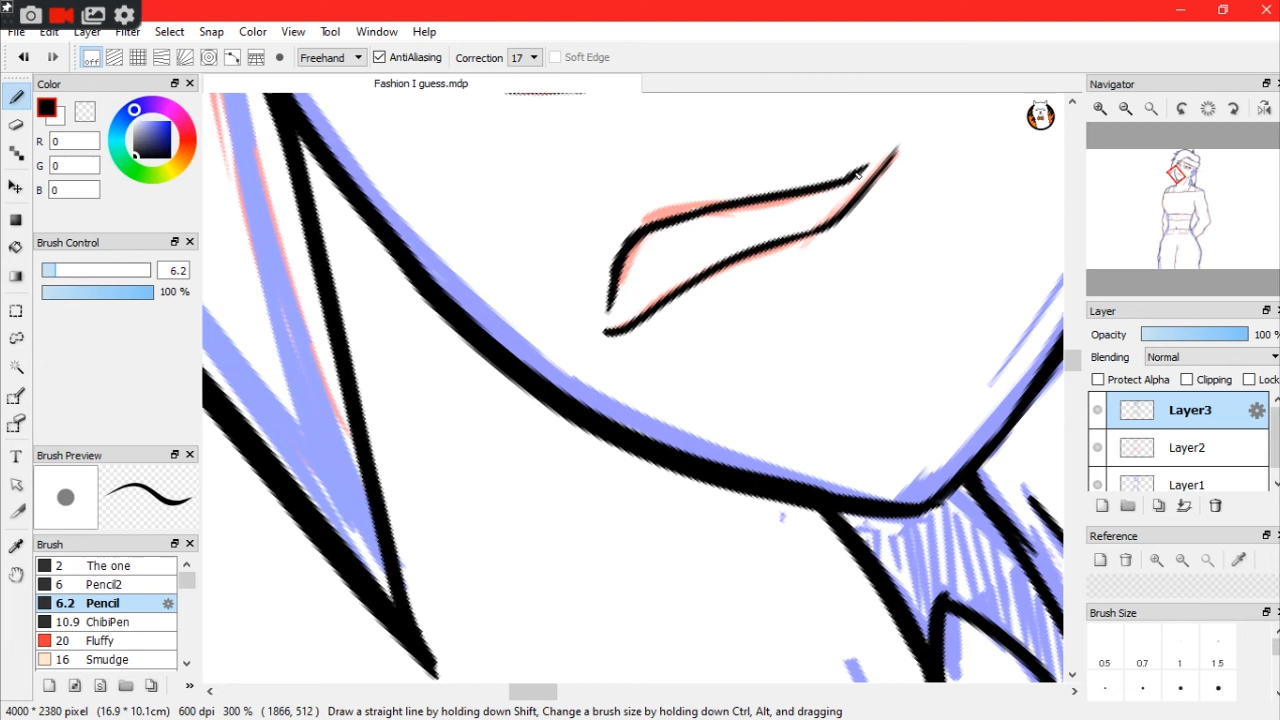 File Edit Layer Filter Select Snap Color View Tool Window Help
off Freehand AntiAliasing Correction 17 Soft Edge
Color
Fashion I guess.mdp
Navigator
R 0
G 0
B 0
Brush Control
6.2
100 %
Layer
Opacity 100 %
Blending Normal
Protect Alpha Clipping Lock
Layer3
Layer2
Layer1
Brush Preview
Brush
2 The one
6 Pencil2
6.2 Pencil
10.9 ChibiPen
20 Fluffy
16 Smudge
Reference
Brush Size
0.5 0.7 1 1.5
4000 * 2380 pixel (16.9 * 10.1cm) 600 dpi 300 % ( 1866, 512 ) Draw a straight line by holding down Shift, Change a brush size by holding down Ctrl, Alt, and dragging